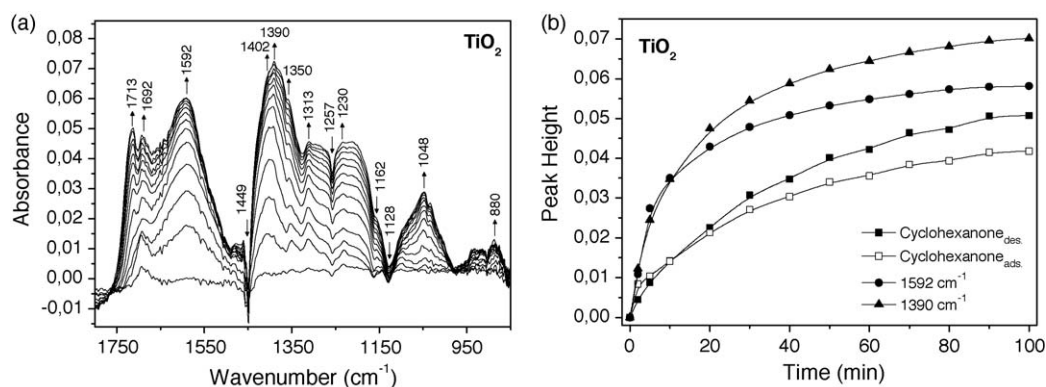 (a)
0,08
0,07
0,06
0,05
0,04
0,03
0,02
0,01
0,00
-0,01
Absorbance
1713
1692
1592
1449
1402
1390
1350
1313
1257
1230
1162
1128
1048
880
TiO2
1750 1550 1350 1150 950
Wavenumber (cm-1)
(b)
0,07
0,06
0,05
0,04
0,03
0,02
0,01
0,00
Peak Height
TiO2
Cyclohexanone des.
Cyclohexanone ads.
1592 cm-1
1390 cm-1
0 20 40 60 80 100
Time (min)